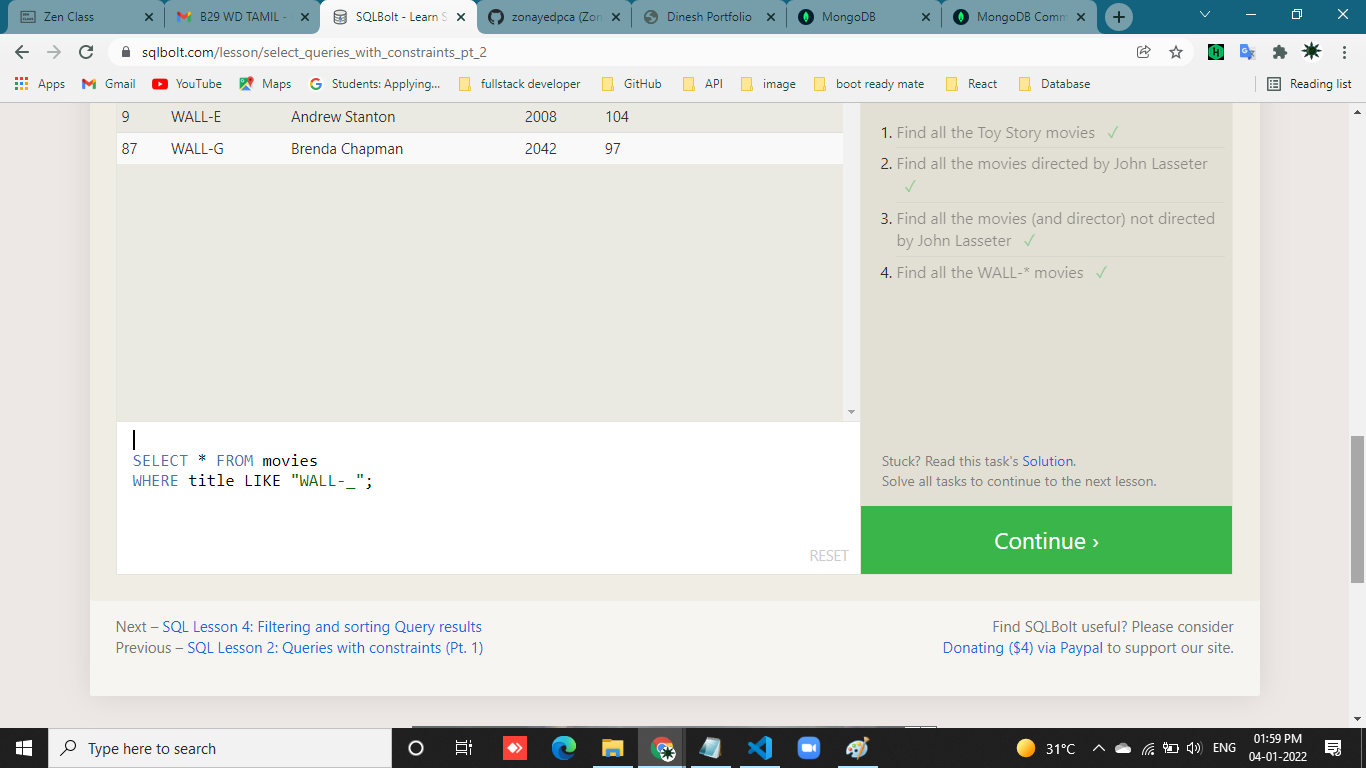 Zen Class
B29 WD TAMIL -
SQLBolt - Learn S
zonayedpca (Zon
Dinesh Portfolio
MongoDB
MongoDB Comm
sqlbolt.com/lesson/select_queries_with_constraints_pt_2
Apps
Gmail
YouTube
Maps
Students: Applying...
fullstack developer
GitHub
API
image
boot ready mate
React
Database
Reading list
9 WALL-E Andrew Stanton 2008 104
87 WALL-G Brenda Chapman 2042 97
1. Find all the Toy Story movies ✓
2. Find all the movies directed by John Lasseter
✓
3. Find all the movies (and director) not directed
by John Lasseter ✓
4. Find all the WALL-* movies ✓
SELECT * FROM movies
WHERE title LIKE "WALL-_";
RESET
Stuck? Read this task's Solution.
Solve all tasks to continue to the next lesson.
Continue ›
Next – SQL Lesson 4: Filtering and sorting Query results
Previous – SQL Lesson 2: Queries with constraints (Pt. 1)
Find SQLBolt useful? Please consider
Donating ($4) via Paypal to support our site.
Type here to search
31°C
ENG
01:59 PM
04-01-2022